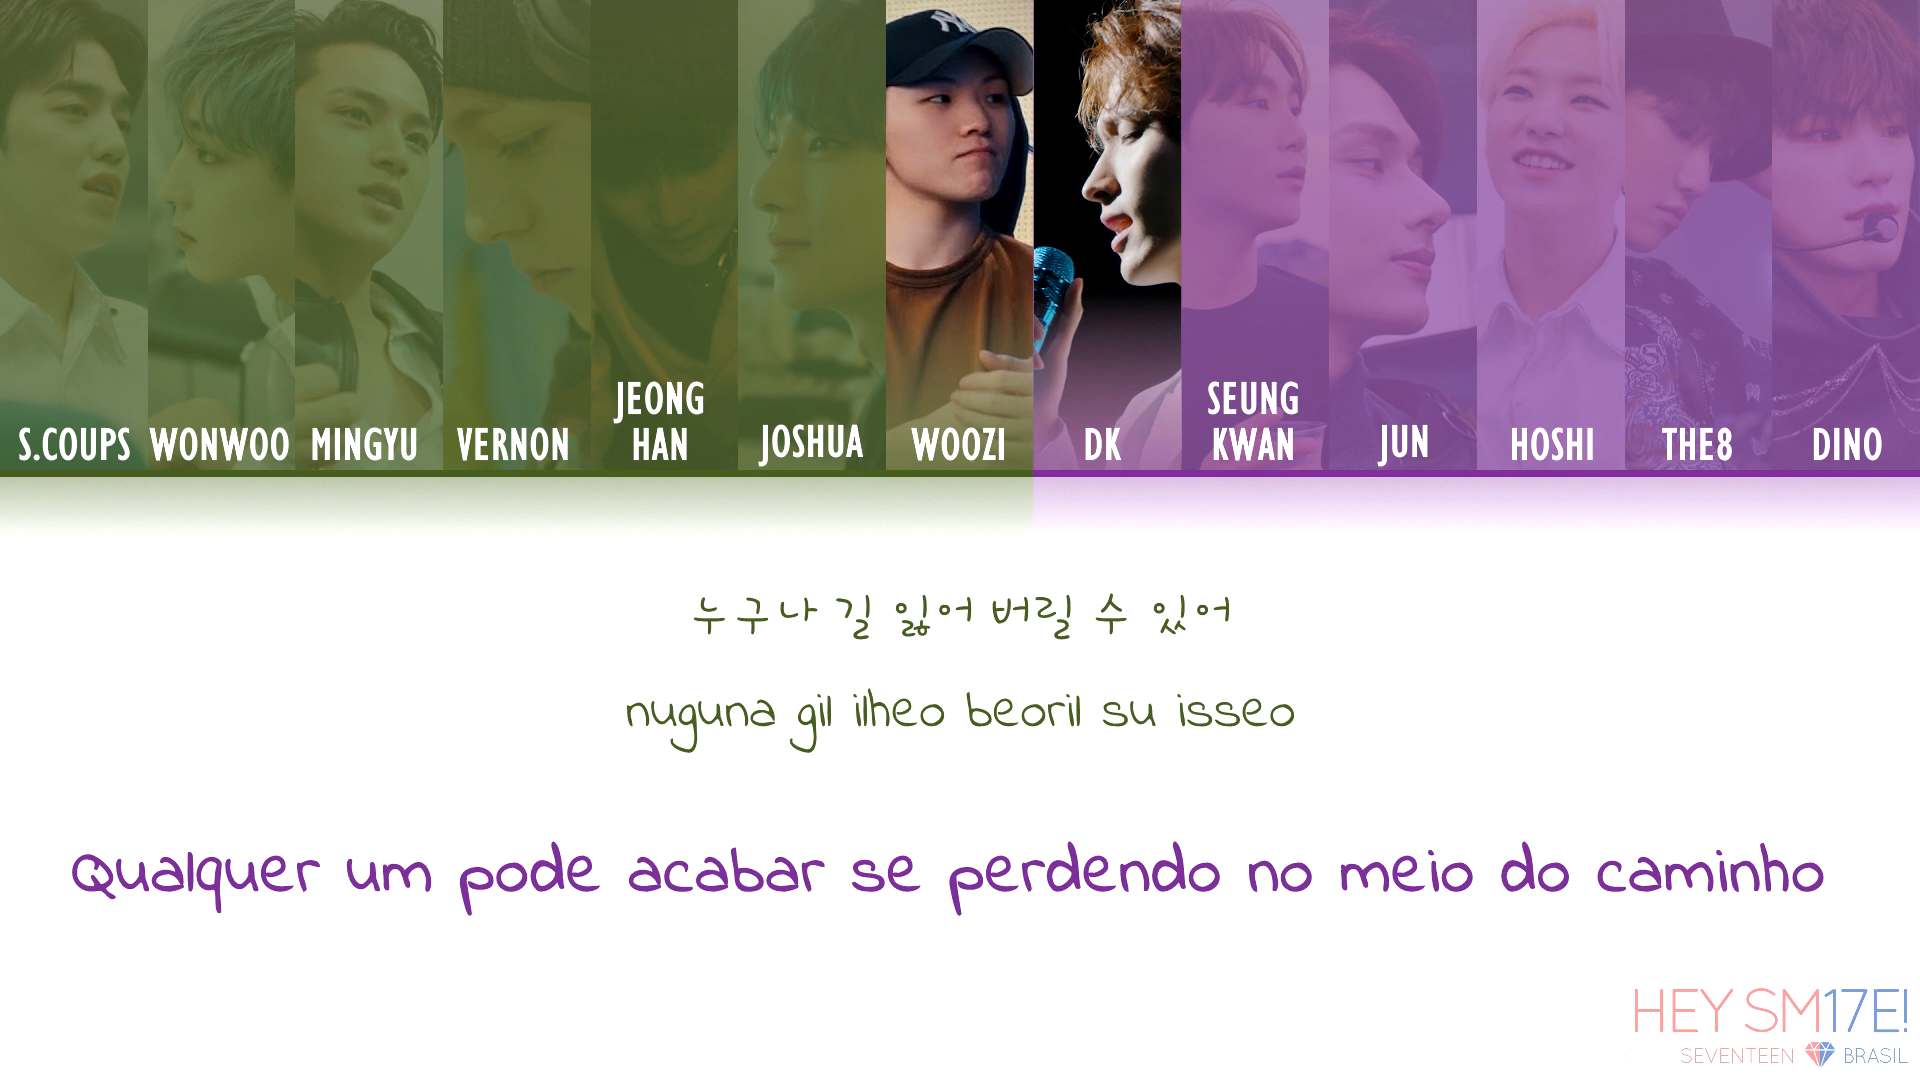 S.COUPS WONWOO MINGYU VERNON JEONG HAN JOSHUA WOOZI DK SEUNG KWAN JUN HOSHI THE8 DINO
누구나 길 잃어 버릴 수 있어
nuguna gil ilheo beoril su isseo
Qualquer um pode acabar se perdendo no meio do caminho
HEY SM17E!
SEVENTEEN BRASIL